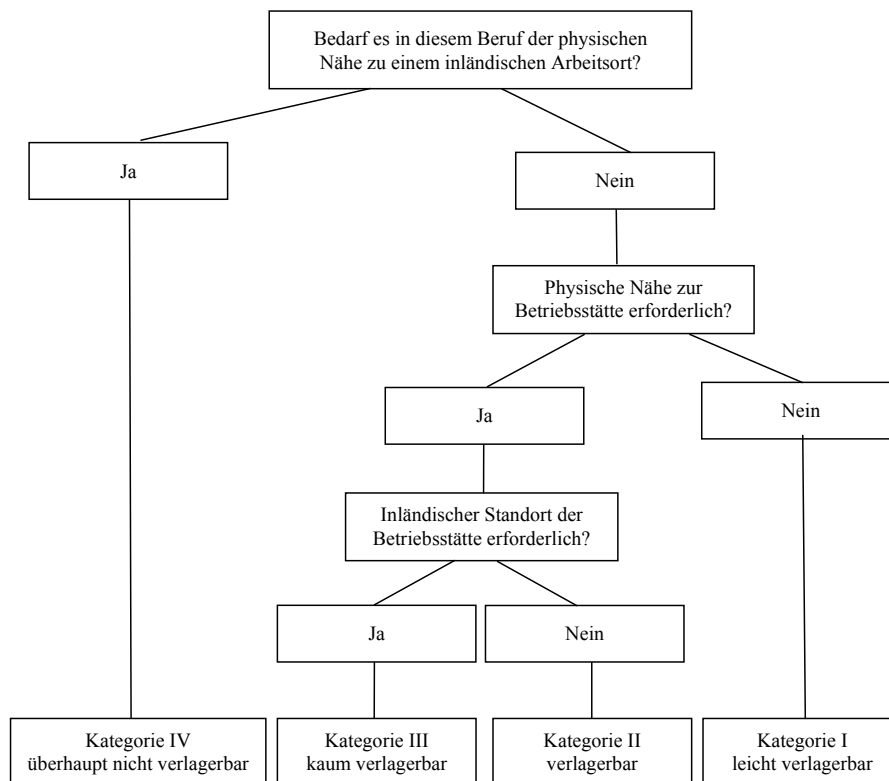 Bedarf es in diesem Beruf der physischen
Nähe zu einem inländischen Arbeitsort?
Ja
Nein
Physische Nähe zur
Betriebsstätte erforderlich?
Ja
Nein
Inländischer Standort der
Betriebsstätte erforderlich?
Ja
Nein
Kategorie IV
überhaupt nicht verlagerbar
Kategorie III
kaum verlagerbar
Kategorie II
verlagerbar
Kategorie I
leicht verlagerbar